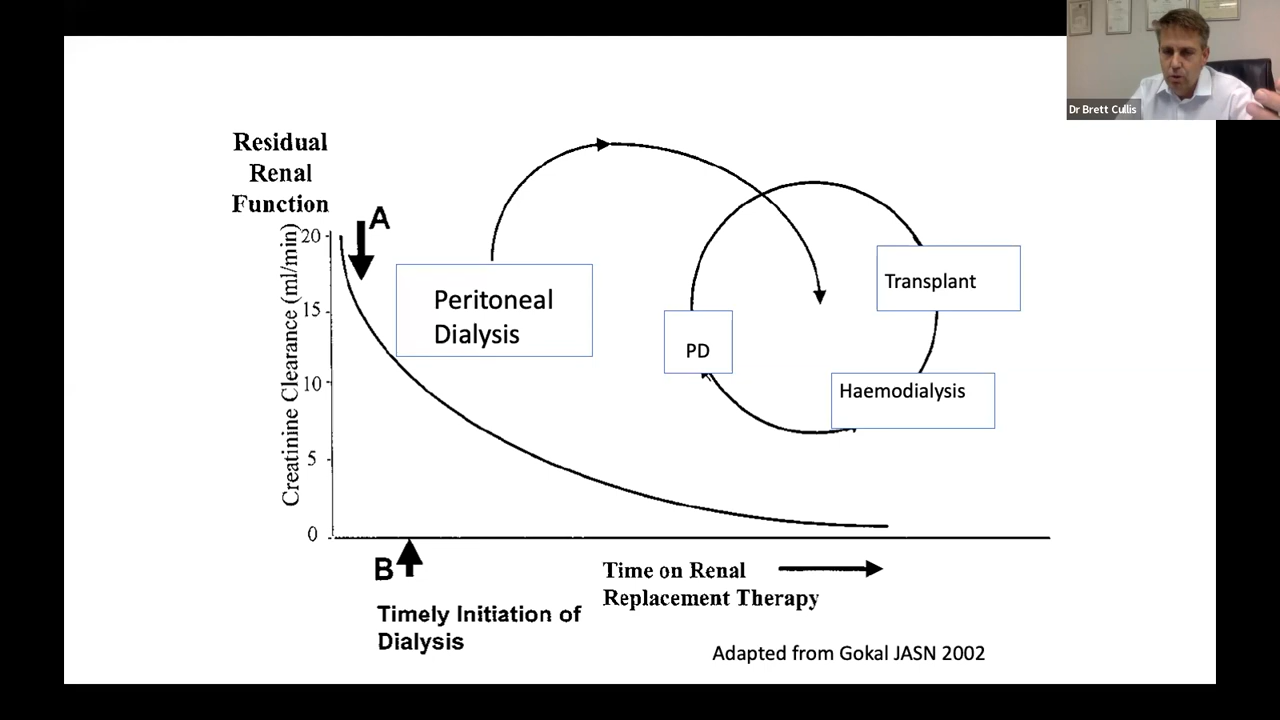 Dr Brett Cullis
Residual
Renal
Function
A
20
15
10
5
0
Creatinine Clearance (ml/min)
Peritoneal
Dialysis
PD
Transplant
Haemodialysis
B
Timely Initiation of
Dialysis
Time on Renal
Replacement Therapy
Adapted from Gokal JASN 2002